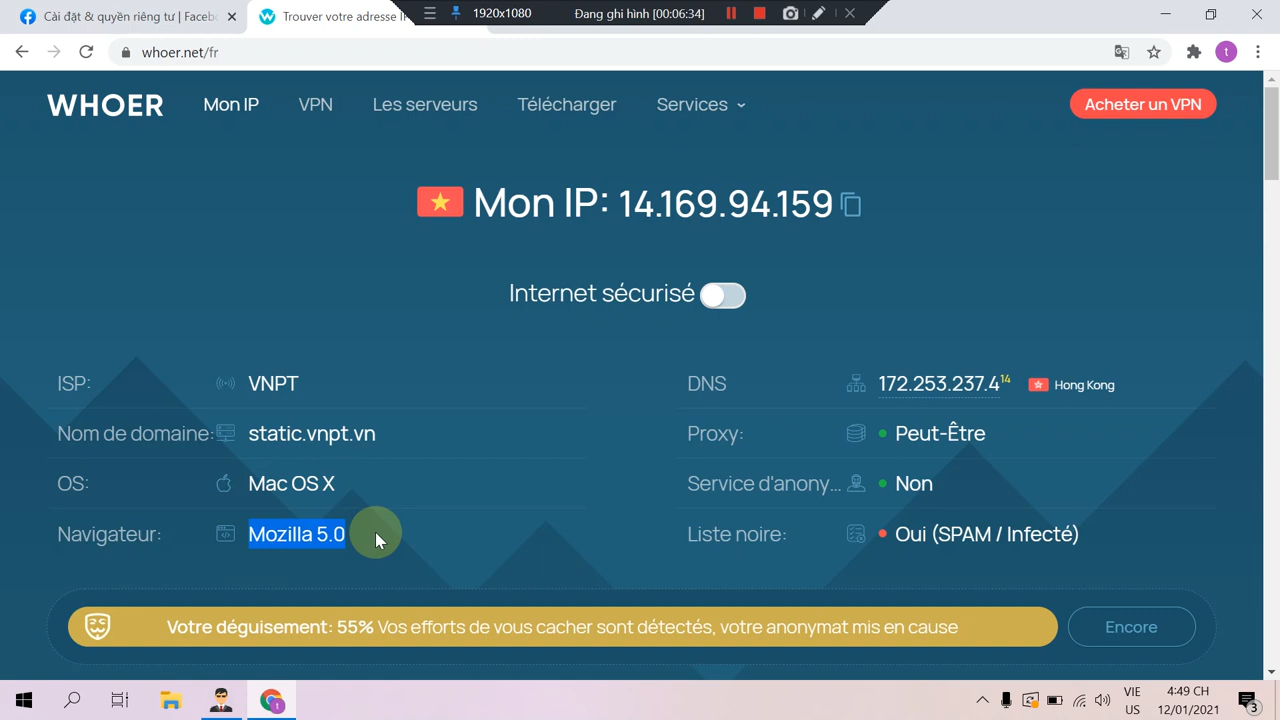 Cài đặt & quyền riêng tư | Faceb
Trouver votre adresse I
1920x1080
Đang ghi hình [00:06:34]
whoer.net/fr
t
WHOER
Mon IP
VPN
Les serveurs
Télécharger
Services
Acheter un VPN
Mon IP: 14.169.94.159
Internet sécurisé
ISP: VNPT
DNS 172.253.237.4 14 Hong Kong
Nom de domaine: static.vnpt.vn
Proxy: Peut-Être
OS: Mac OS X
Service d'anony... Non
Navigateur: Mozilla 5.0
Liste noire: Oui (SPAM / Infecté)
Votre déguisement: 55% Vos efforts de vous cacher sont détectés, votre anonymat mis en cause
Encore
t
VIE
US
4:49 CH
12/01/2021
3